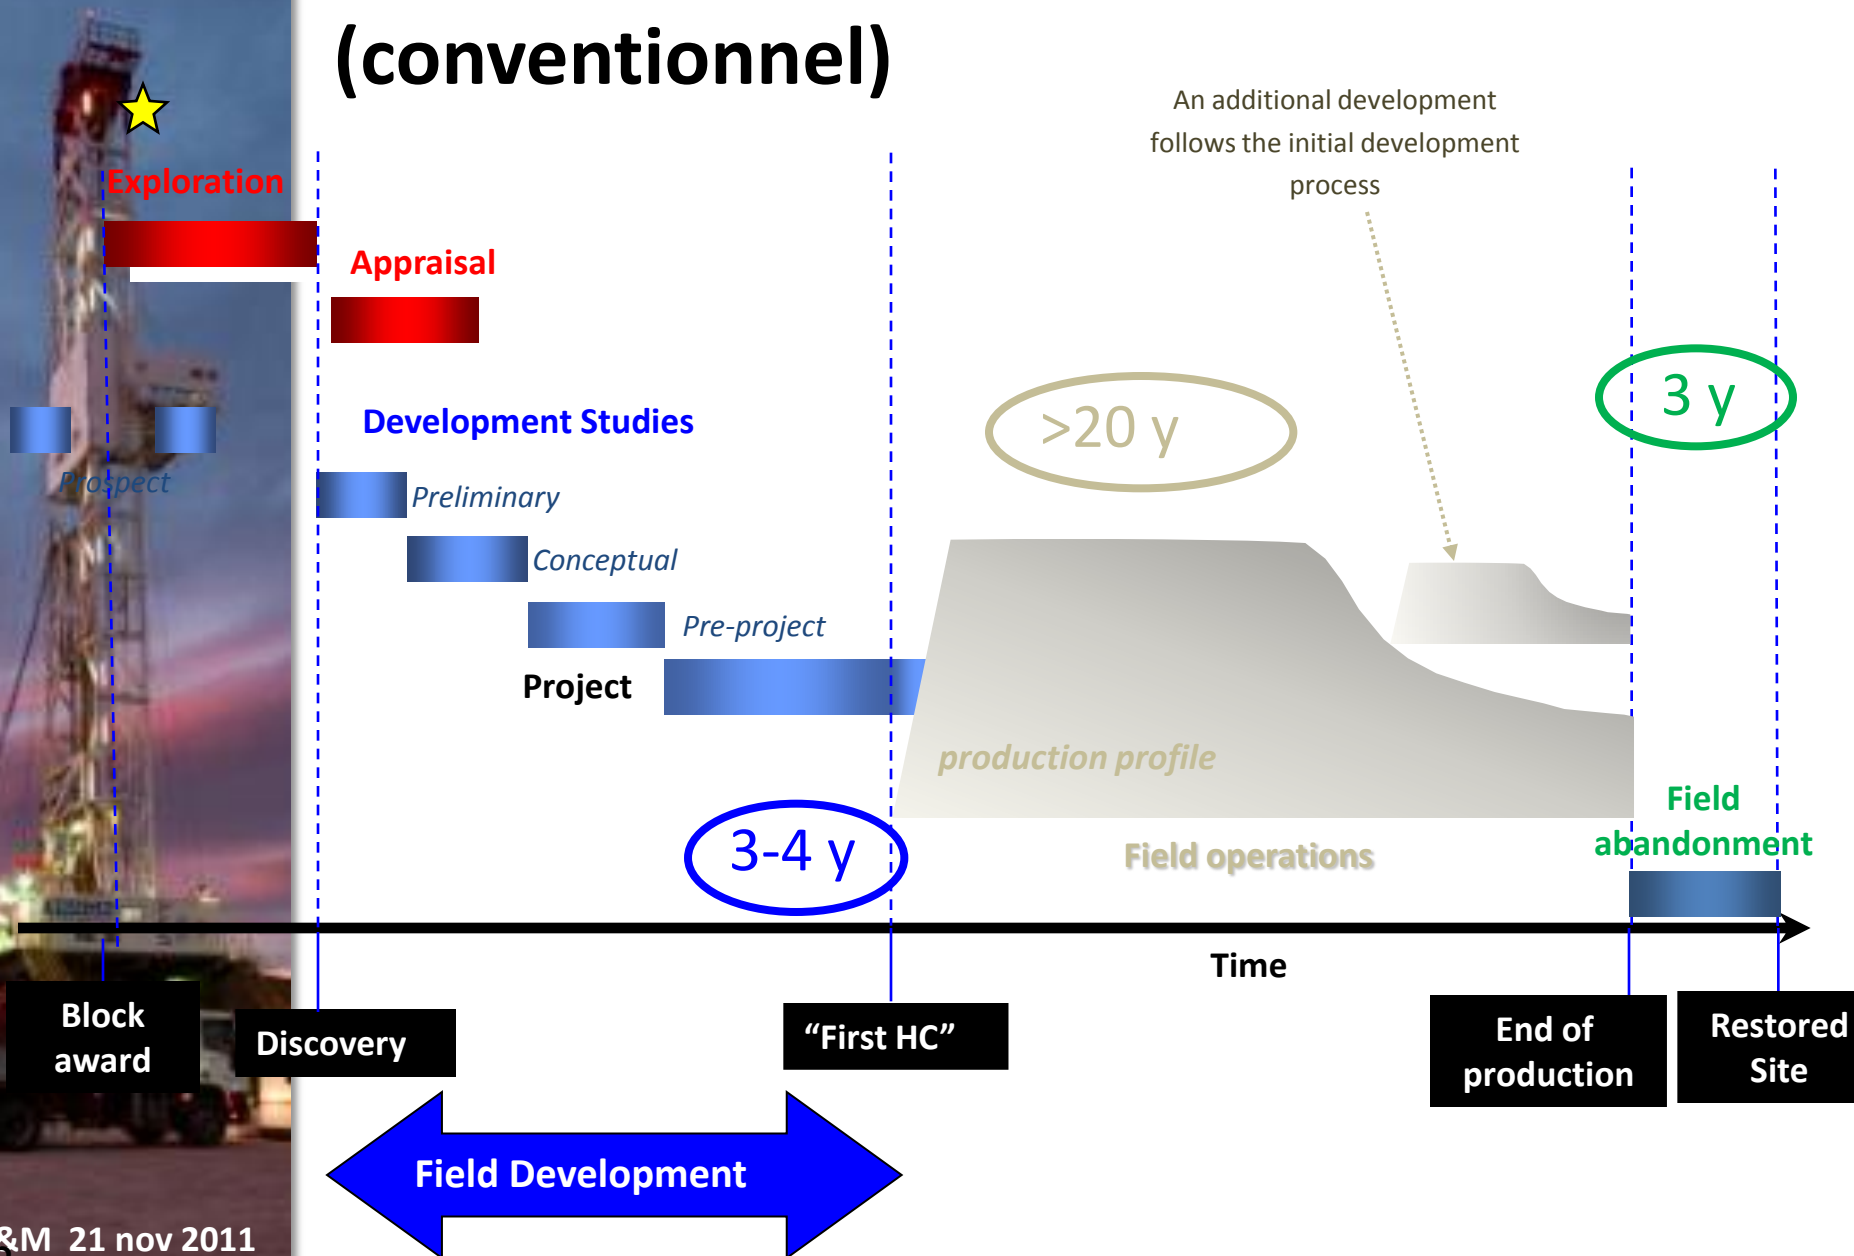 (conventionnel)
An additional development
follows the initial development
process
Exploration
Appraisal
>20 y
3 y
Development Studies
Prospect
Preliminary
Conceptual
Pre-project
Project
production profile
3-4 y
Field operations
Field
abandonment
Time
Block
award
Discovery
“First HC”
End of
production
Restored
Site
Field Development
&M 21 nov 2011